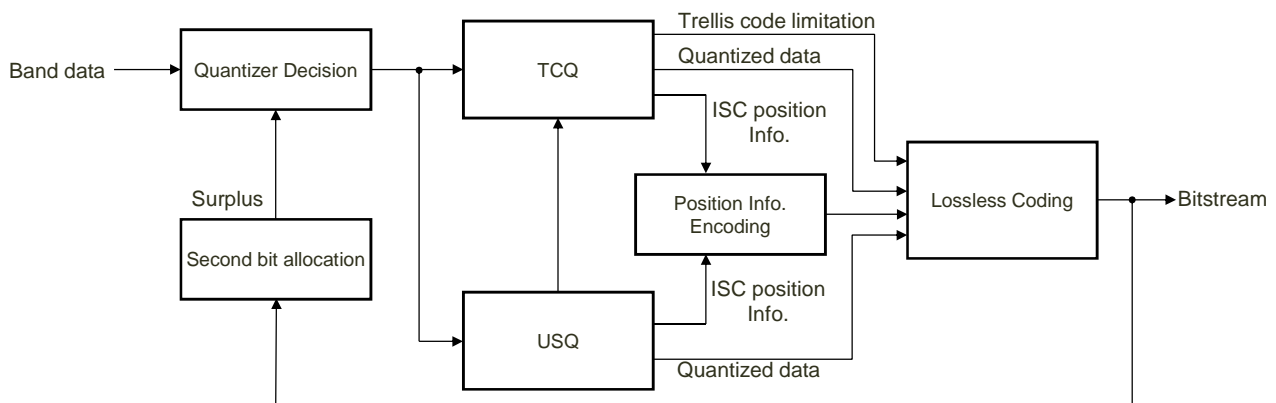 Trellis code limitation
Quantized data
Band data
Quantizer Decision
TCQ
ISC position
Info.
Surplus
Position Info.
Encoding
Lossless Coding
Bitstream
Second bit allocation
ISC position
Info.
USQ
Quantized data